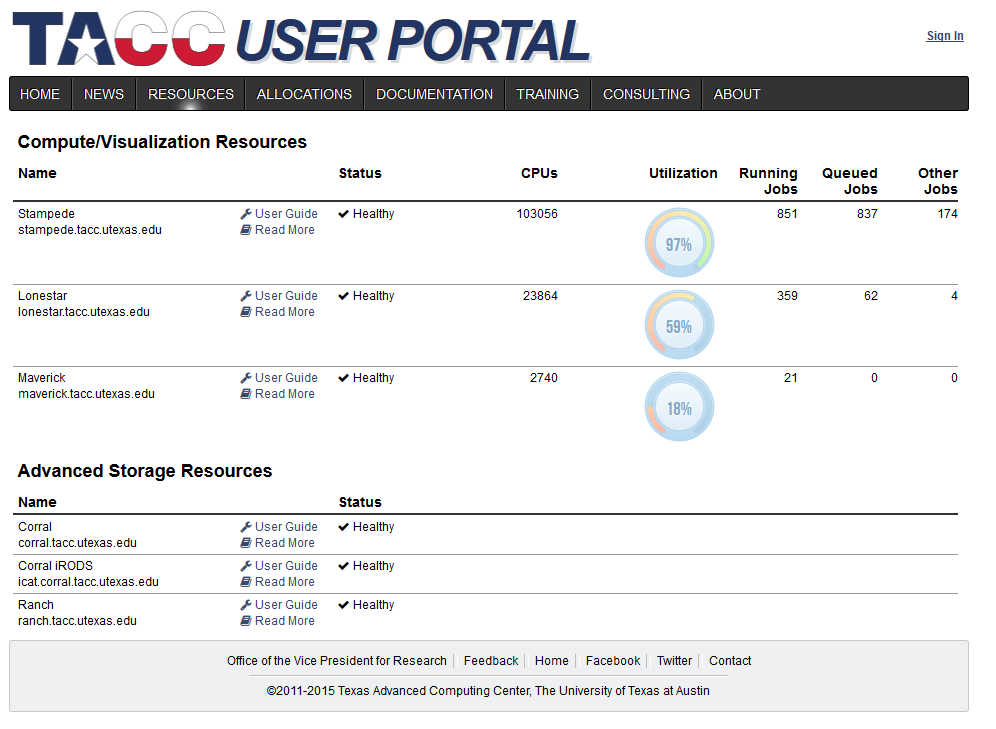 TACC USER PORTAL
Sign In
HOME NEWS RESOURCES ALLOCATIONS DOCUMENTATION TRAINING CONSULTING ABOUT
Compute/Visualization Resources
Name Status CPUs Utilization Running Jobs Queued Jobs Other Jobs
Stampede User Guide Healthy 103056 851 837 174
stampede.tacc.utexas.edu Read More
97%
Lonestar User Guide Healthy 23864 359 62 4
lonestar.tacc.utexas.edu Read More
59%
Maverick User Guide Healthy 2740 21 0 0
maverick.tacc.utexas.edu Read More
18%
Advanced Storage Resources
Name Status
Corral User Guide Healthy
corral.tacc.utexas.edu Read More
Corral iRODS User Guide Healthy
icat.corral.tacc.utexas.edu Read More
Ranch User Guide Healthy
ranch.tacc.utexas.edu Read More
Office of the Vice President for Research Feedback Home Facebook Twitter Contact
©2011-2015 Texas Advanced Computing Center, The University of Texas at Austin